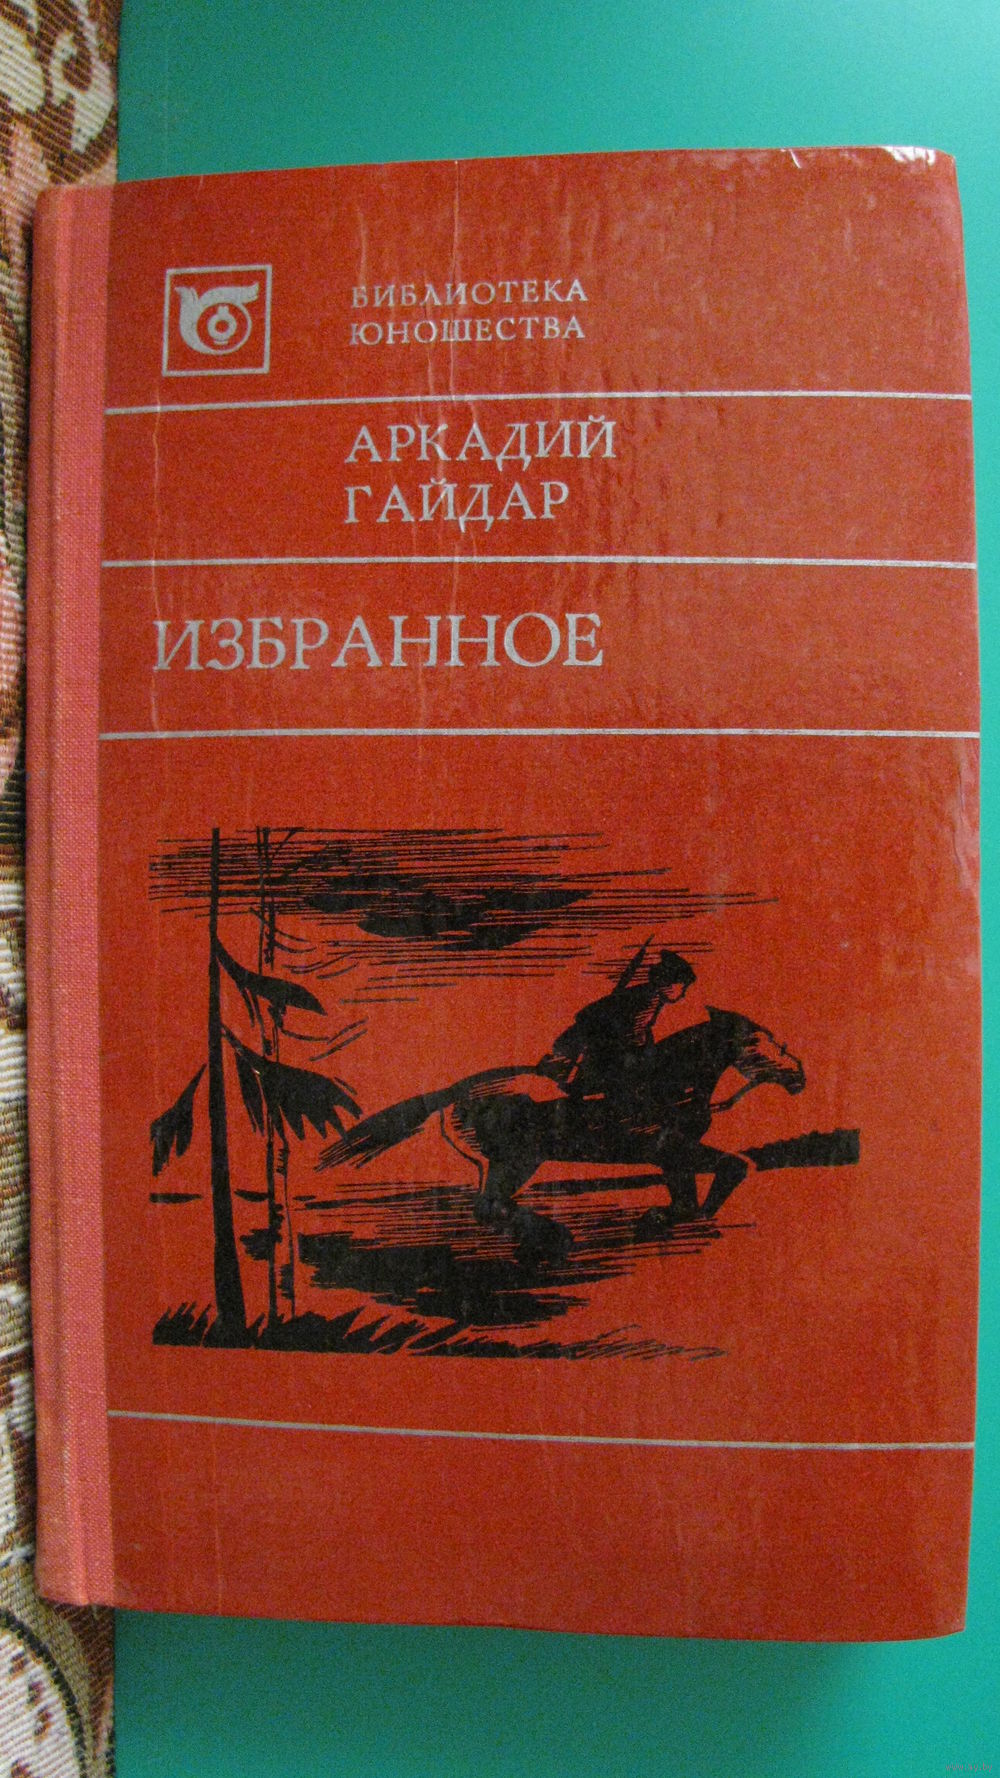 БИБЛИОТЕКА
ЮНОШЕСТВА
АРКАДИЙ
ГАЙДАР
ИЗБРАННОЕ